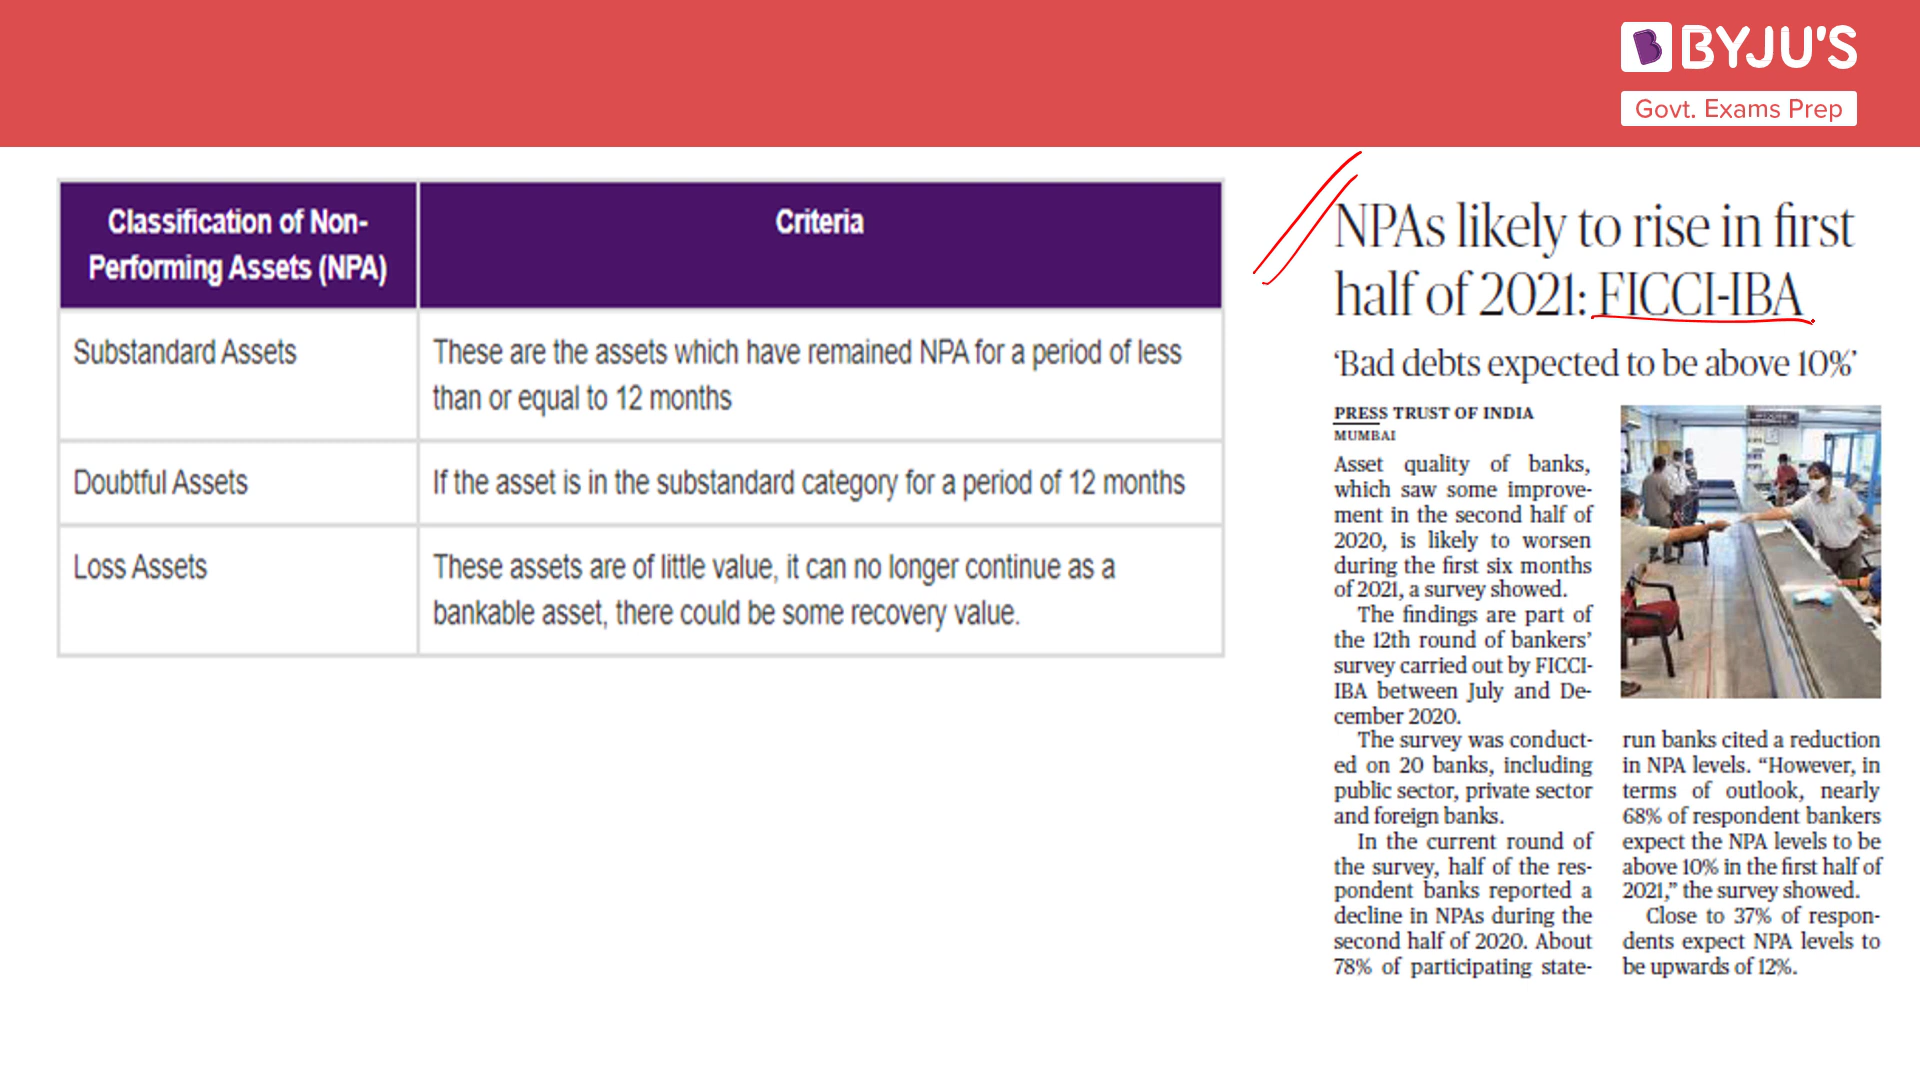 BYJU'S
Govt. Exams Prep
Classification of Non-
Performing Assets (NPA)
Criteria
Substandard Assets
These are the assets which have remained NPA for a period of less
than or equal to 12 months
Doubtful Assets
If the asset is in the substandard category for a period of 12 months
Loss Assets
These assets are of little value, it can no longer continue as a
bankable asset, there could be some recovery value.
NPAs likely to rise in first
half of 2021: FICCI-IBA
‘Bad debts expected to be above 10%’
PRESS TRUST OF INDIA
MUMBAI
Asset quality of banks,
which saw some improve-
ment in the second half of
2020, is likely to worsen
during the first six months
of 2021, a survey showed.
The findings are part of
the 12th round of bankers’
survey carried out by FICCI-
IBA between July and De-
cember 2020.
The survey was conduct-
ed on 20 banks, including
public sector, private sector
and foreign banks.
In the current round of
the survey, half of the res-
pondent banks reported a
decline in NPAs during the
second half of 2020. About
78% of participating state-
run banks cited a reduction
in NPA levels. “However, in
terms of outlook, nearly
68% of respondent bankers
expect the NPA levels to be
above 10% in the first half of
2021,” the survey showed.
Close to 37% of respon-
dents expect NPA levels to
be upwards of 12%.